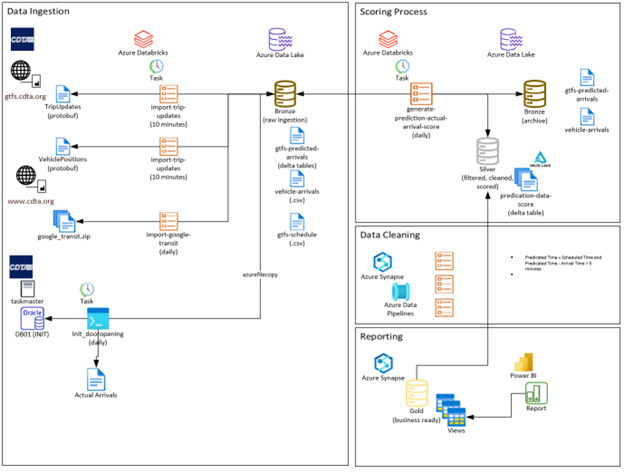 Data Ingestion
CDTA
Azure Databricks
Azure Data Lake
Task
gtfs.cdta.org
TripUpdates
(protobuf)
import-trip-
updates
(10 minutes)
Bronze
(raw ingestion)
VehiclePositions
(protobuf)
import-trip-
updates
(10 minutes)
gtfs-predicted-
arrivals
(delta tables)
vehicle-arrivals
(.csv)
www.cdta.org
google_transit.zip
import-google-
transit
(daily)
gtfs-schedule
(.csv)
azurefilecopy
CDTA
taskmaster
Task
Oracle
DB01 (INIT)
Init_dooropening
(daily)
Actual Arrivals
Scoring Process
Azure Databricks
Azure Data Lake
Task
generate-
prediction-actual-
arrival-score
(daily)
Bronze
(archive)
gtfs-predicted-
arrivals
vehicle-arrivals
Silver
(filtered, cleaned,
scored)
DELTA LAKE
predication-data-
score
(delta table)
Data Cleaning
Azure Synapse
Azure Data
Pipelines
Predicated Time = Scheduled Time and
Predicated Time - Arrival Time > 5
minutes
Reporting
Azure Synapse
Gold
(business ready)
Views
Power BI
Report